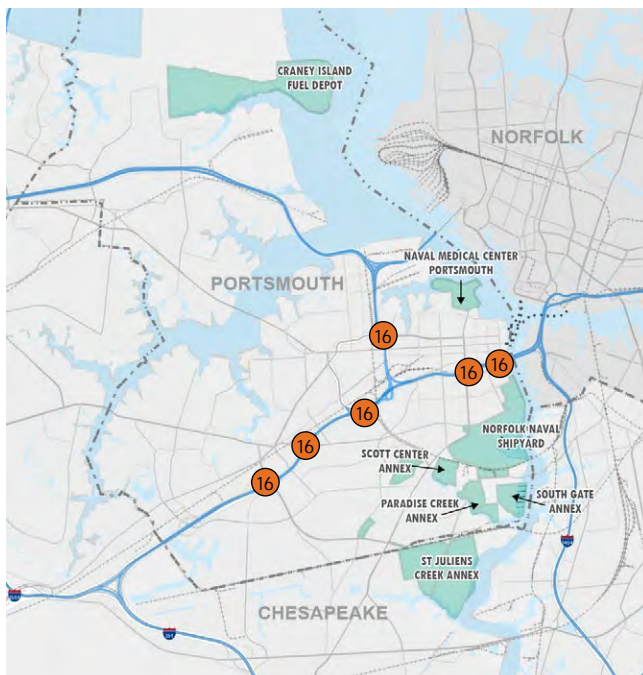 CRANEY ISLAND
FUEL DEPOT
NORFOLK
NAVAL MEDICAL CENTER
PORTSMOUTH
PORTSMOUTH
16
16
16
16
16
16
NORFOLK NAVAL
SHIPYARD
SCOTT CENTER
ANNEX
SOUTH GATE
ANNEX
PARADISE CREEK
ANNEX
ST JULIENS
CREEK ANNEX
CHESAPEAKE